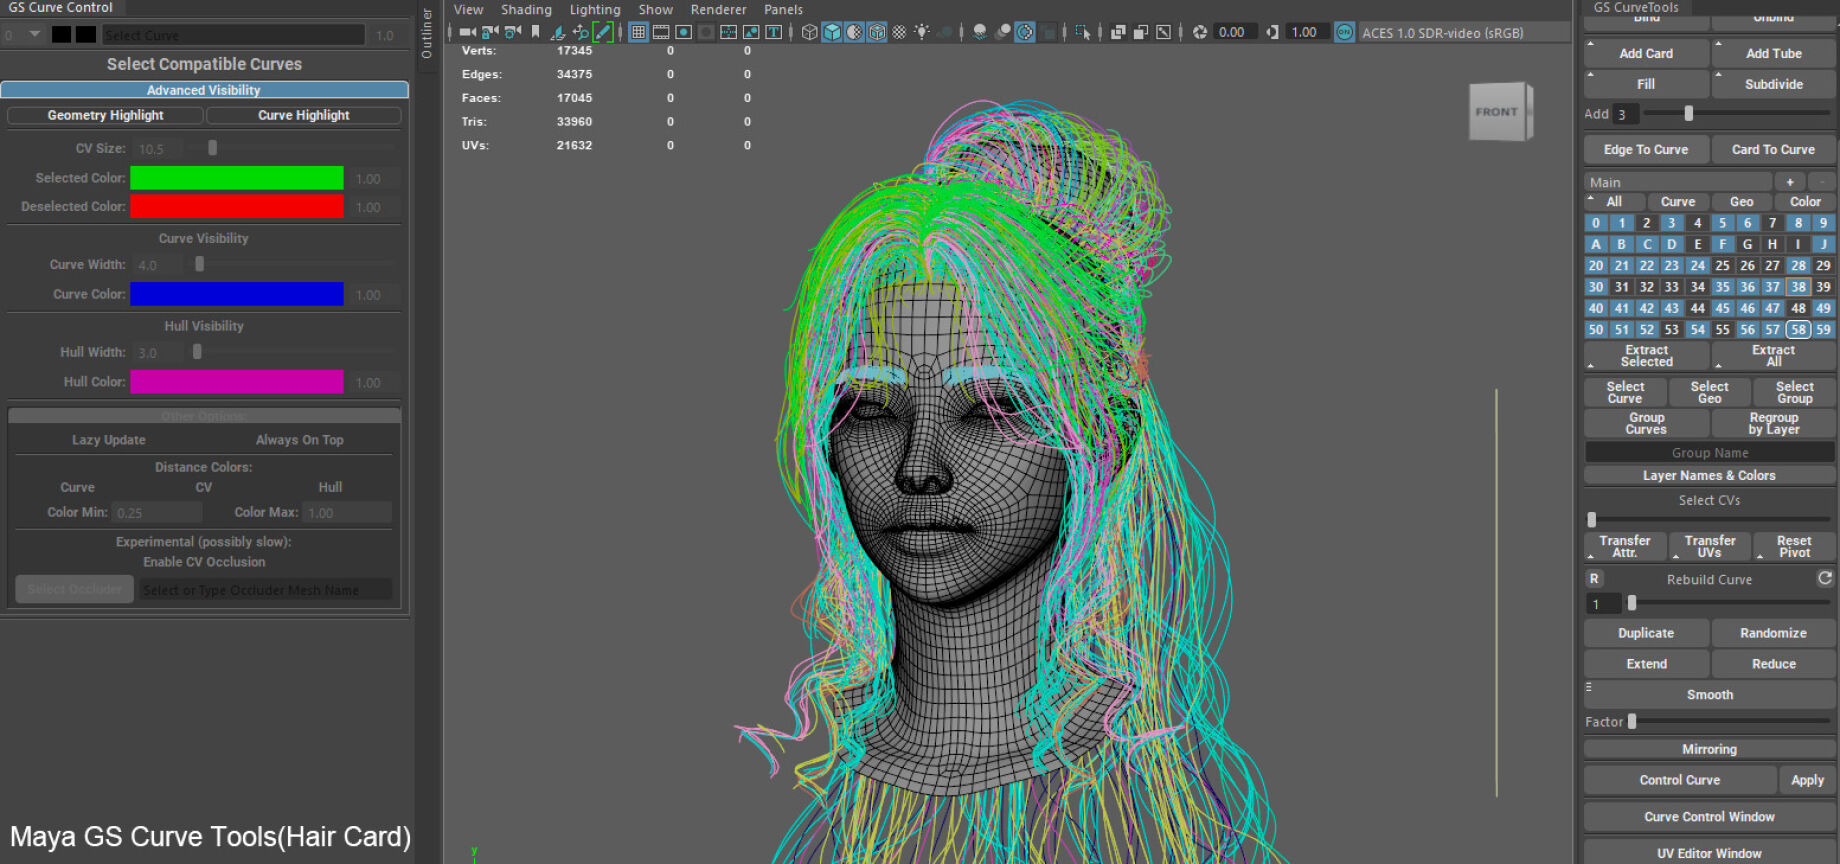 GS Curve Control
0 Select Curve 1.0
Select Compatible Curves
Advanced Visibility
Geometry Highlight Curve Highlight
CV Size: 10.5
Selected Color: 1.00
Deselected Color: 1.00
Curve Visibility
Curve Width: 4.0
Curve Color: 1.00
Hull Visibility
Hull Width: 3.0
Hull Color: 1.00
Other Options:
Lazy Update Always On Top
Distance Colors:
Curve CV Hull
Color Min: 0.25 Color Max: 1.00
Experimental (possibly slow):
Enable CV Occlusion
Select Occluder Select or Type Occluder Mesh Name
Maya GS Curve Tools(Hair Card)
Outliner
View Shading Lighting Show Renderer Panels
0.00 1.00 ON ACES 1.0 SDR-video (sRGB)
Verts: 17345 0 0
Edges: 34375 0 0
Faces: 17045 0 0
Tris: 33960 0 0
UVs: 21632 0 0
FRONT
y
GS CurveTools
Bind Unbind
Add Card Add Tube
Fill Subdivide
Add 3
Edge To Curve Card To Curve
Main + -
All Curve Geo Color
0 1 2 3 4 5 6 7 8 9
A B C D E F G H I J
20 21 22 23 24 25 26 27 28 29
30 31 32 33 34 35 36 37 38 39
40 41 42 43 44 45 46 47 48 49
50 51 52 53 54 55 56 57 58 59
Extract Extract
Selected All
Select Select Select
Curve Geo Group
Group Regroup
Curves by Layer
Group Name
Layer Names & Colors
Select CVs
Transfer Transfer Reset
Attr. UVs Pivot
R Rebuild Curve
1
Duplicate Randomize
Extend Reduce
Smooth
Factor
Mirroring
Control Curve Apply
Curve Control Window
UV Editor Window